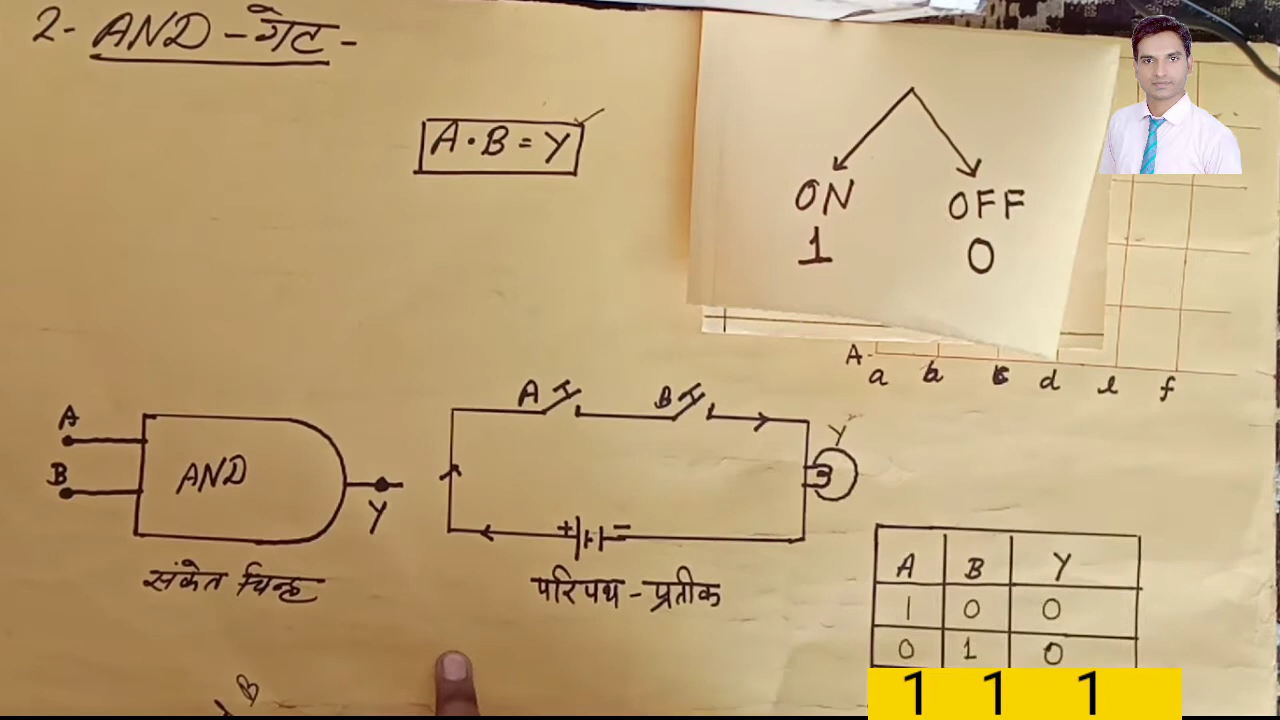 2- AND - गेट -
A · B = Y
ON OFF
1 0
A
a b c d e f
A B
A
B
AND
Y
Y
+ -
संकेत चिन्ह
परिपथ - प्रतीक
A B Y
1 0 0
0 1 0
1 1 1
B